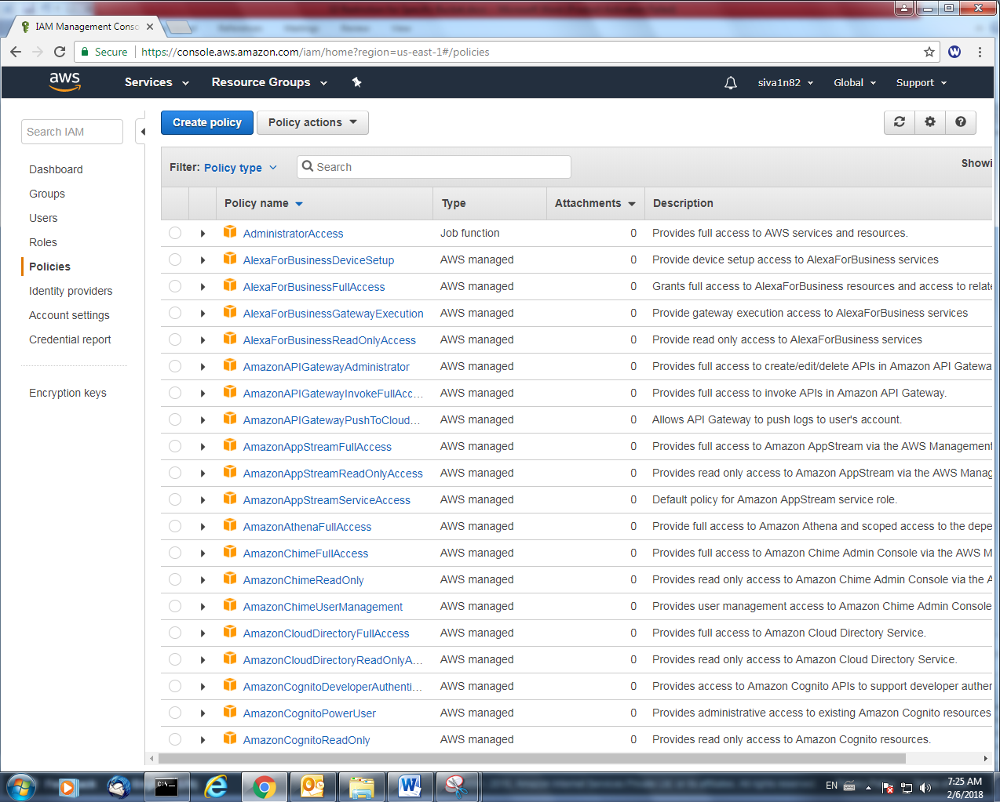 IAM Management Conso
Secure https://console.aws.amazon.com/iam/home?region=us-east-1#/policies
aws Services Resource Groups siva1n82 Global Support
Search IAM
Dashboard
Groups
Users
Roles
Policies
Identity providers
Account settings
Credential report
Encryption keys
Create policy Policy actions
Filter: Policy type Search Showi
Policy name Type Attachments Description
AdministratorAccess Job function 0 Provides full access to AWS services and resources.
AlexaForBusinessDeviceSetup AWS managed 0 Provide device setup access to AlexaForBusiness services
AlexaForBusinessFullAccess AWS managed 0 Grants full access to AlexaForBusiness resources and access to relate
AlexaForBusinessGatewayExecution AWS managed 0 Provide gateway execution access to AlexaForBusiness services
AlexaForBusinessReadOnlyAccess AWS managed 0 Provide read only access to AlexaForBusiness services
AmazonAPIGatewayAdministrator AWS managed 0 Provides full access to create/edit/delete APIs in Amazon API Gatewa
AmazonAPIGatewayInvokeFullAcc... AWS managed 0 Provides full access to invoke APIs in Amazon API Gateway.
AmazonAPIGatewayPushToCloud... AWS managed 0 Allows API Gateway to push logs to user's account.
AmazonAppStreamFullAccess AWS managed 0 Provides full access to Amazon AppStream via the AWS Management
AmazonAppStreamReadOnlyAccess AWS managed 0 Provides read only access to Amazon AppStream via the AWS Manag
AmazonAppStreamServiceAccess AWS managed 0 Default policy for Amazon AppStream service role.
AmazonAthenaFullAccess AWS managed 0 Provide full access to Amazon Athena and scoped access to the depe
AmazonChimeFullAccess AWS managed 0 Provides full access to Amazon Chime Admin Console via the AWS M
AmazonChimeReadOnly AWS managed 0 Provides read only access to Amazon Chime Admin Console via the A
AmazonChimeUserManagement AWS managed 0 Provides user management access to Amazon Chime Admin Console
AmazonCloudDirectoryFullAccess AWS managed 0 Provides full access to Amazon Cloud Directory Service.
AmazonCloudDirectoryReadOnlyA... AWS managed 0 Provides read only access to Amazon Cloud Directory Service.
AmazonCognitoDeveloperAuthenti... AWS managed 0 Provides access to Amazon Cognito APIs to support developer authen
AmazonCognitoPowerUser AWS managed 0 Provides administrative access to existing Amazon Cognito resources
AmazonCognitoReadOnly AWS managed 0 Provides read only access to Amazon Cognito resources.
EN 7:25 AM
2/6/2018